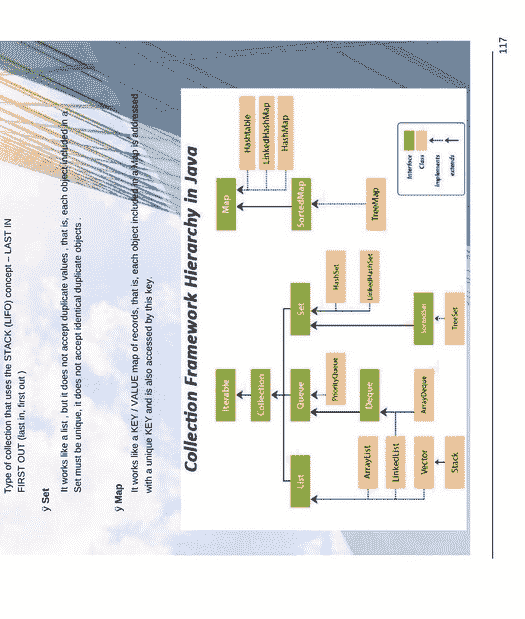 Type of collection that uses the STACK (LIFO) concept – LAST IN
FIRST OUT (last in, first out )
ÿ Set
It works like a list , but it does not accept duplicate values , that is, each object included in a
Set must be unique, it does not accept identical duplicate objects .
ÿ Map
It works like a KEY / VALUE map of records, that is, each object included in a Map is addressed
with a unique KEY and is also accessed by this key.
Collection Framework Hierarchy in Java
Iterable
Collection
List
Queue
Set
Map
SortedMap
Hashtable
LinkedHashMap
HashMap
TreeMap
HashSet
LinkedHashSet
SortedSet
TreeSet
PriorityQueue
Deque
ArrayDeque
ArrayList
LinkedList
Vector
Stack
Interface
Class
implements
extends
117